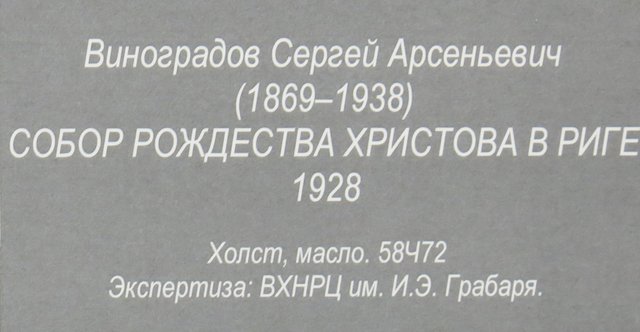 Виноградов Сергей Арсеньевич
(1869–1938)
СОБОР РОЖДЕСТВА ХРИСТОВА В РИГЕ
1928
Холст, масло. 58Ч72
Экспертиза: ВХНРЦ им. И.Э. Грабаря.